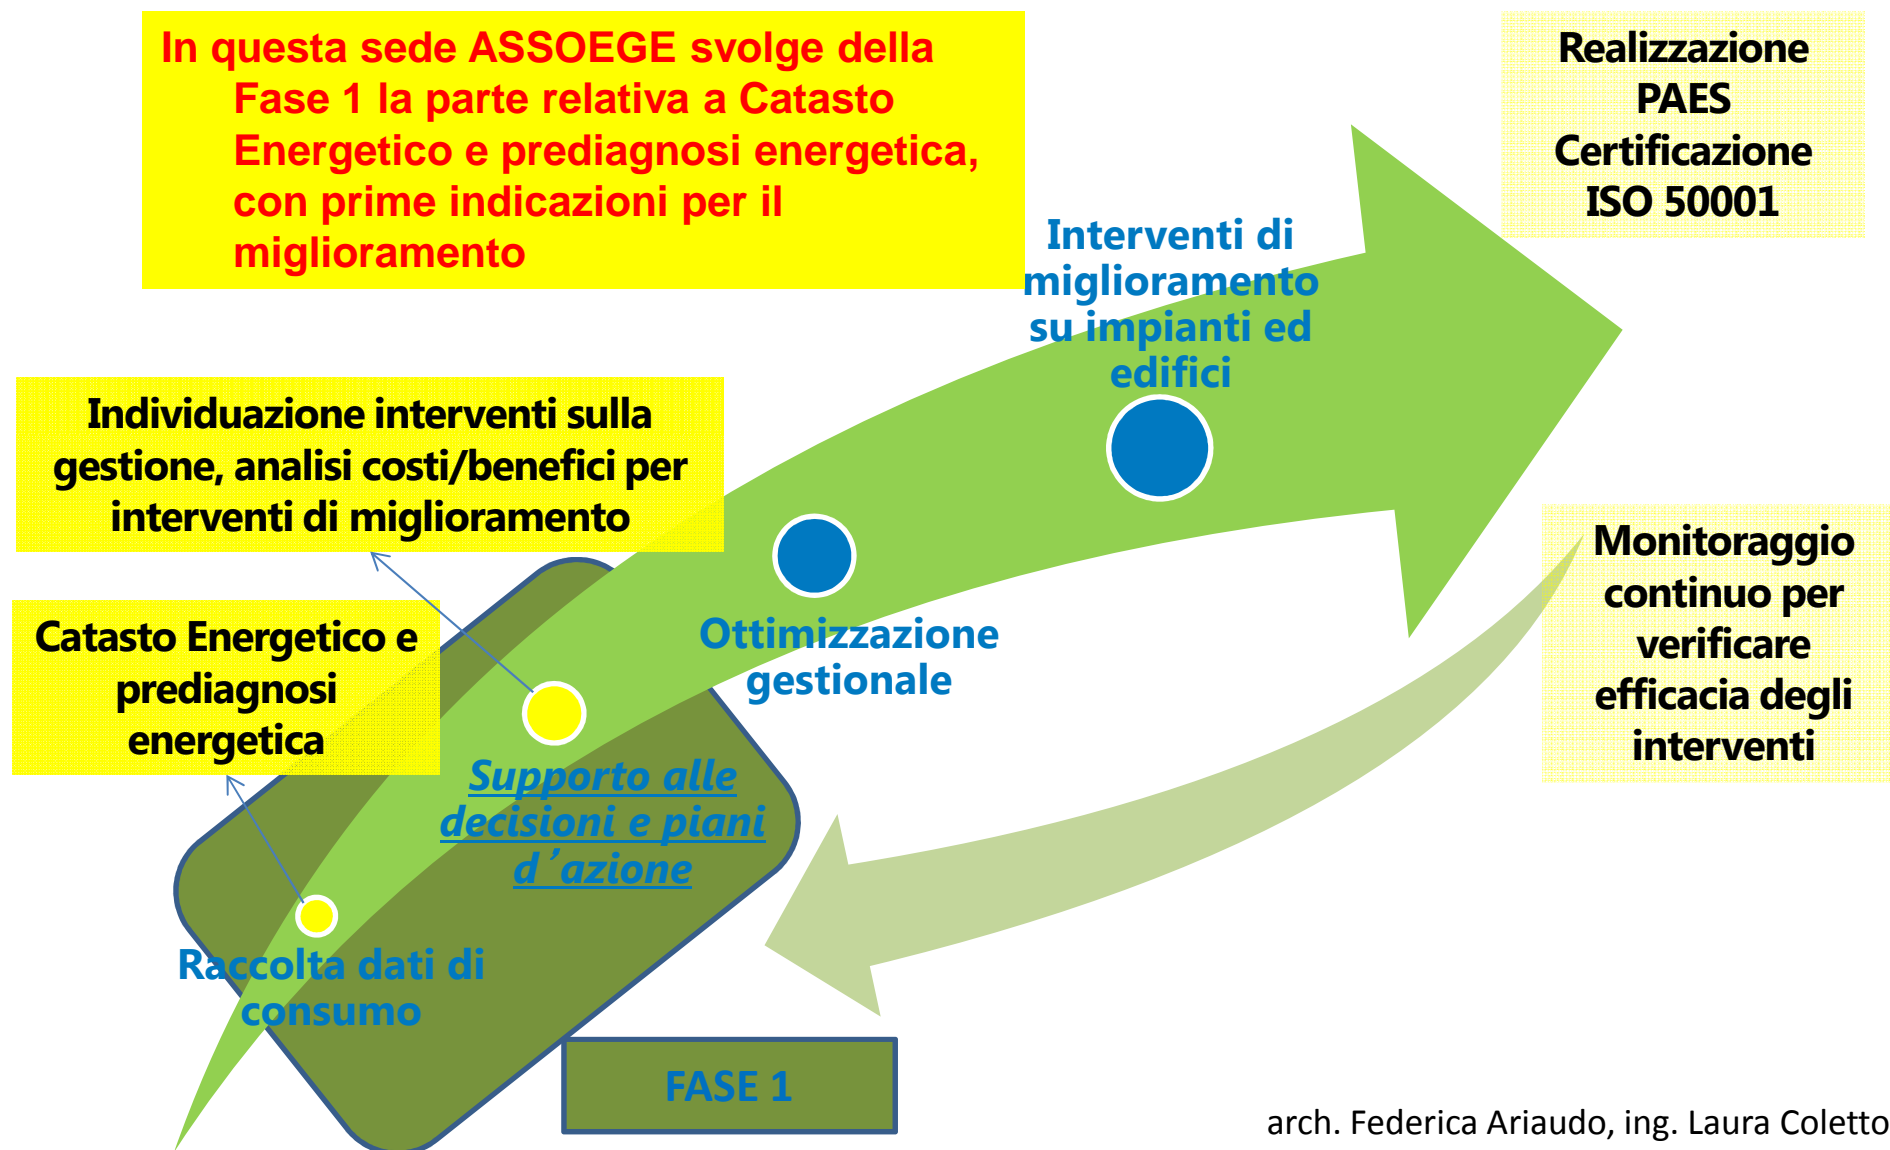 In questa sede ASSOEGE svolge della
Fase 1 la parte relativa a Catasto
Energetico e prediagnosi energetica,
con prime indicazioni per il
miglioramento
Realizzazione
PAES
Certificazione
ISO 50001
Interventi di
miglioramento
su impianti ed
edifici
Individuazione interventi sulla
gestione, analisi costi/benefici per
interventi di miglioramento
Monitoraggio
continuo per
verificare
efficacia degli
interventi
Catasto Energetico e
prediagnosi
energetica
Ottimizzazione
gestionale
Supporto alle
decisioni e piani
d´azione
Raccolta dati di
consumo
FASE 1
arch. Federica Ariaudo, ing. Laura Coletto